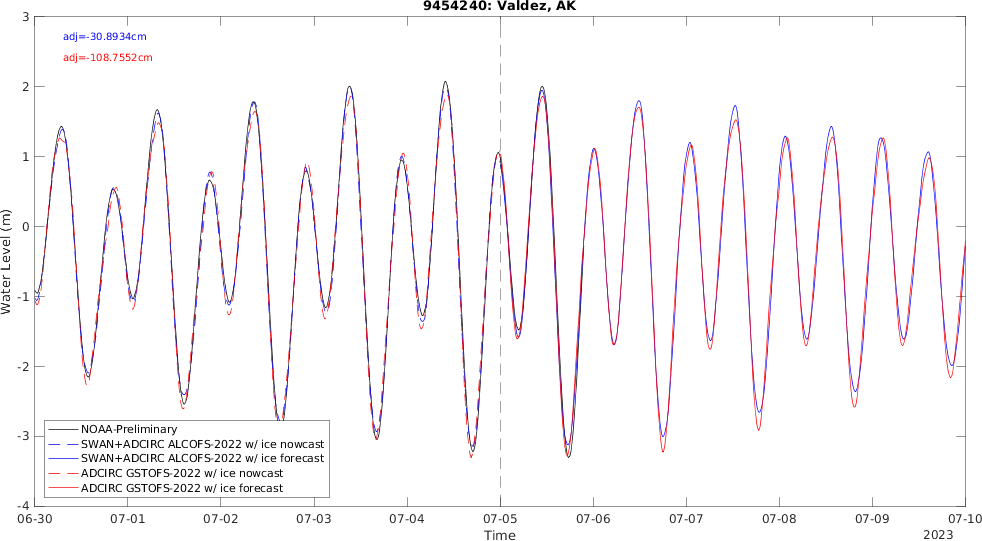 9454240: Valdez, AK
adj=-30.8934cm
adj=-108.7552cm
Water Level (m)
3
2
1
0
-1
-2
-3
-4
NOAA-Preliminary
SWAN+ADCIRC ALCOFS-2022 w/ ice nowcast
SWAN+ADCIRC ALCOFS-2022 w/ ice forecast
ADCIRC GSTOFS-2022 w/ ice nowcast
ADCIRC GSTOFS-2022 w/ ice forecast
06-30 07-01 07-02 07-03 07-04 07-05 07-06 07-07 07-08 07-09 07-10
Time
2023